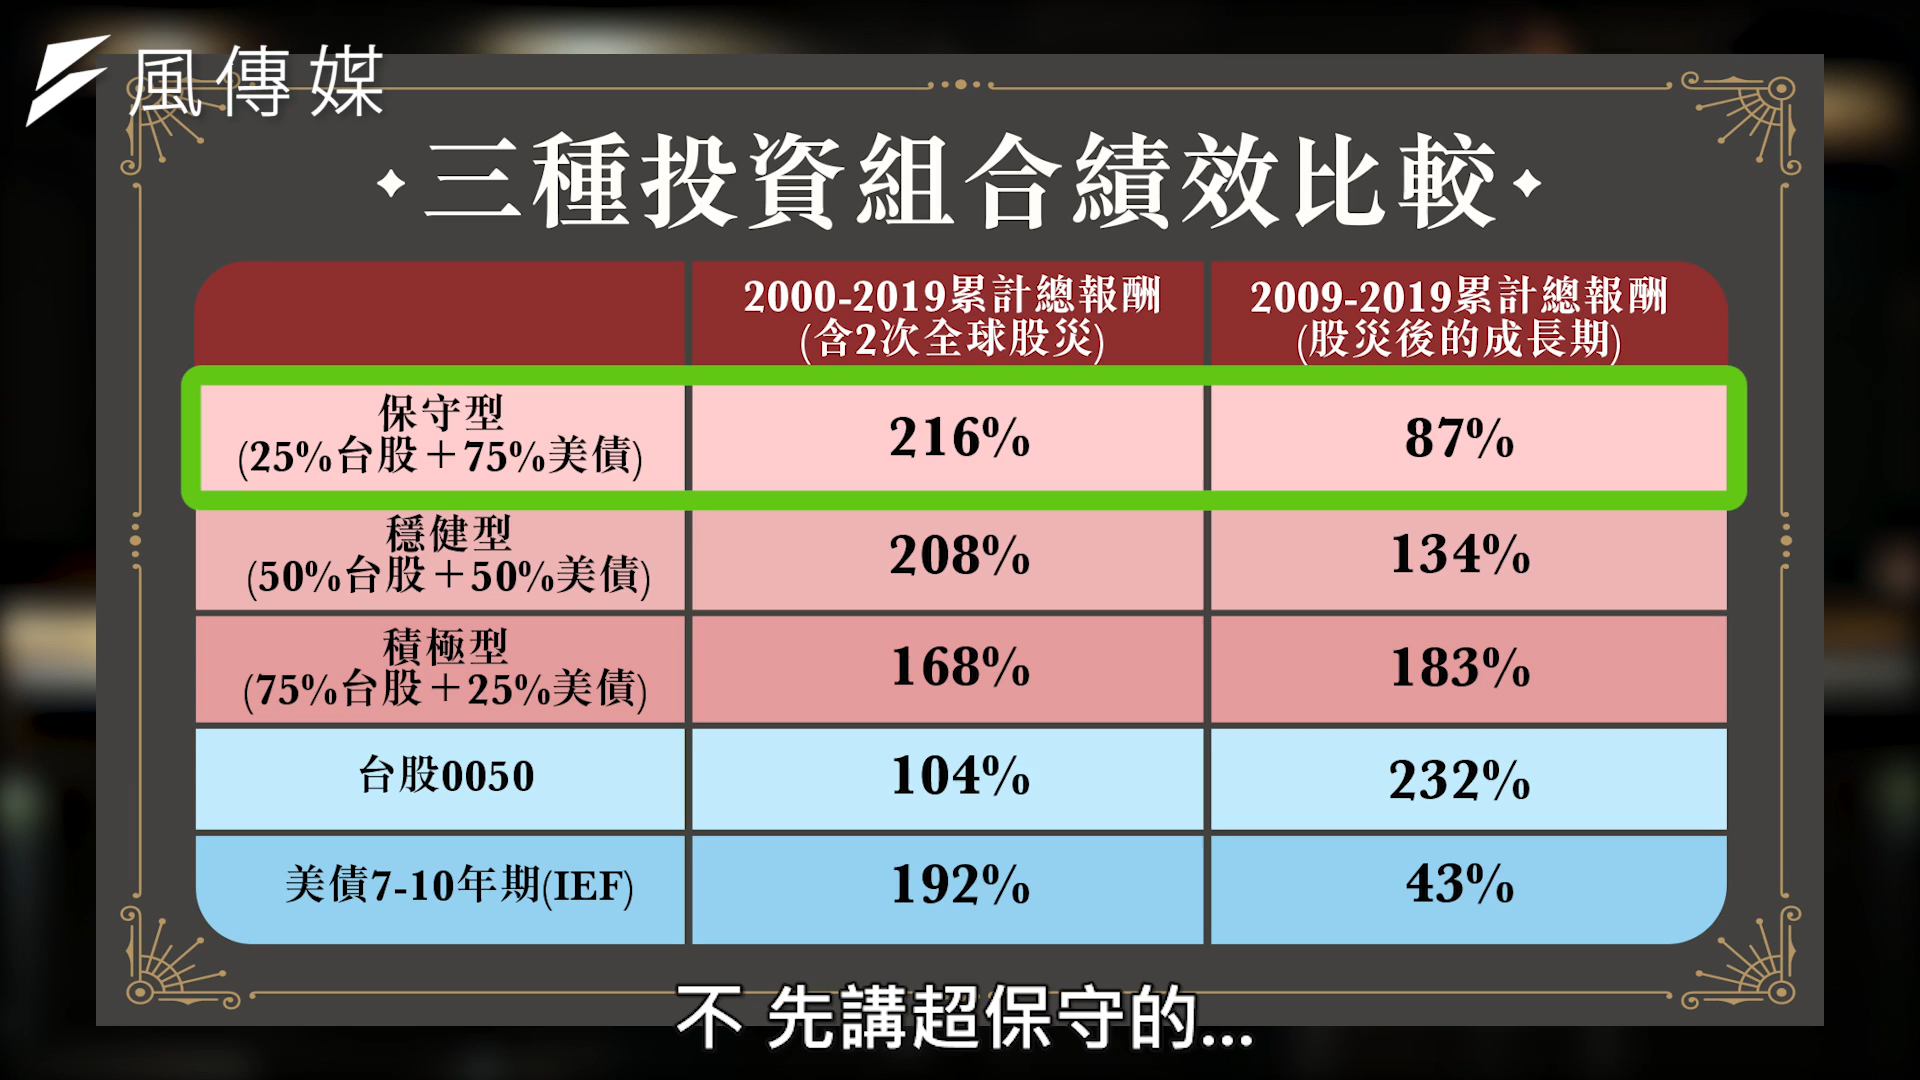 風傳媒
三種投資組合績效比較
2000-2019累計總報酬
(含2次全球股災)
2009-2019累計總報酬
(股災後的成長期)
保守型
(25%台股+75%美債)
216%
87%
穩健型
(50%台股+50%美債)
208%
134%
積極型
(75%台股+25%美債)
168%
183%
台股0050
104%
232%
美債7-10年期(IEF)
192%
43%
不 先講超保守的...